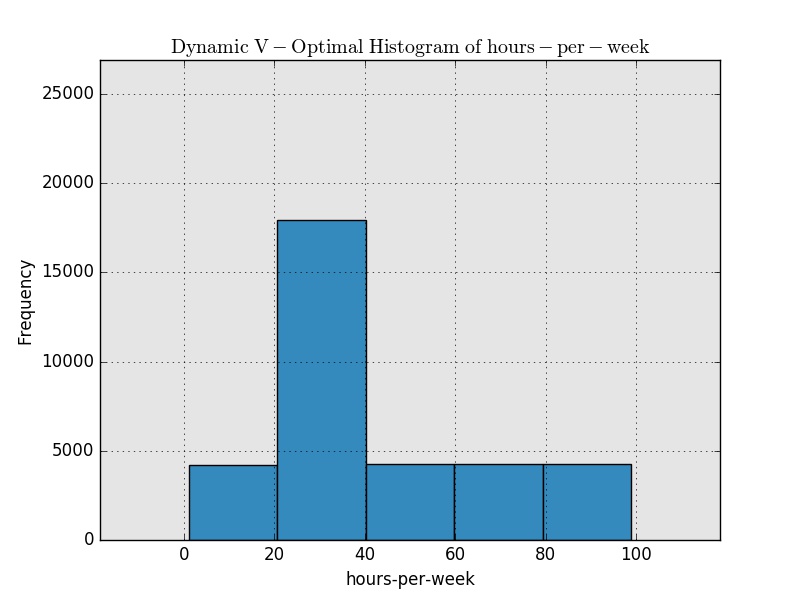 Dynamic V − Optimal Histogram of hours − per − week
25000
20000
15000
10000
5000
0
Frequency
0 20 40 60 80 100
hours-per-week